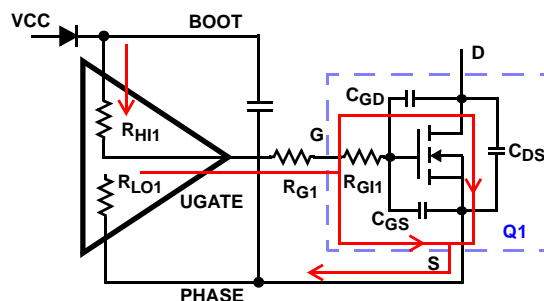 VCC
BOOT
D
CGD
RHI1
G
CDS
RLO1
RG1
RGI1
UGATE
CGS
Q1
S
PHASE